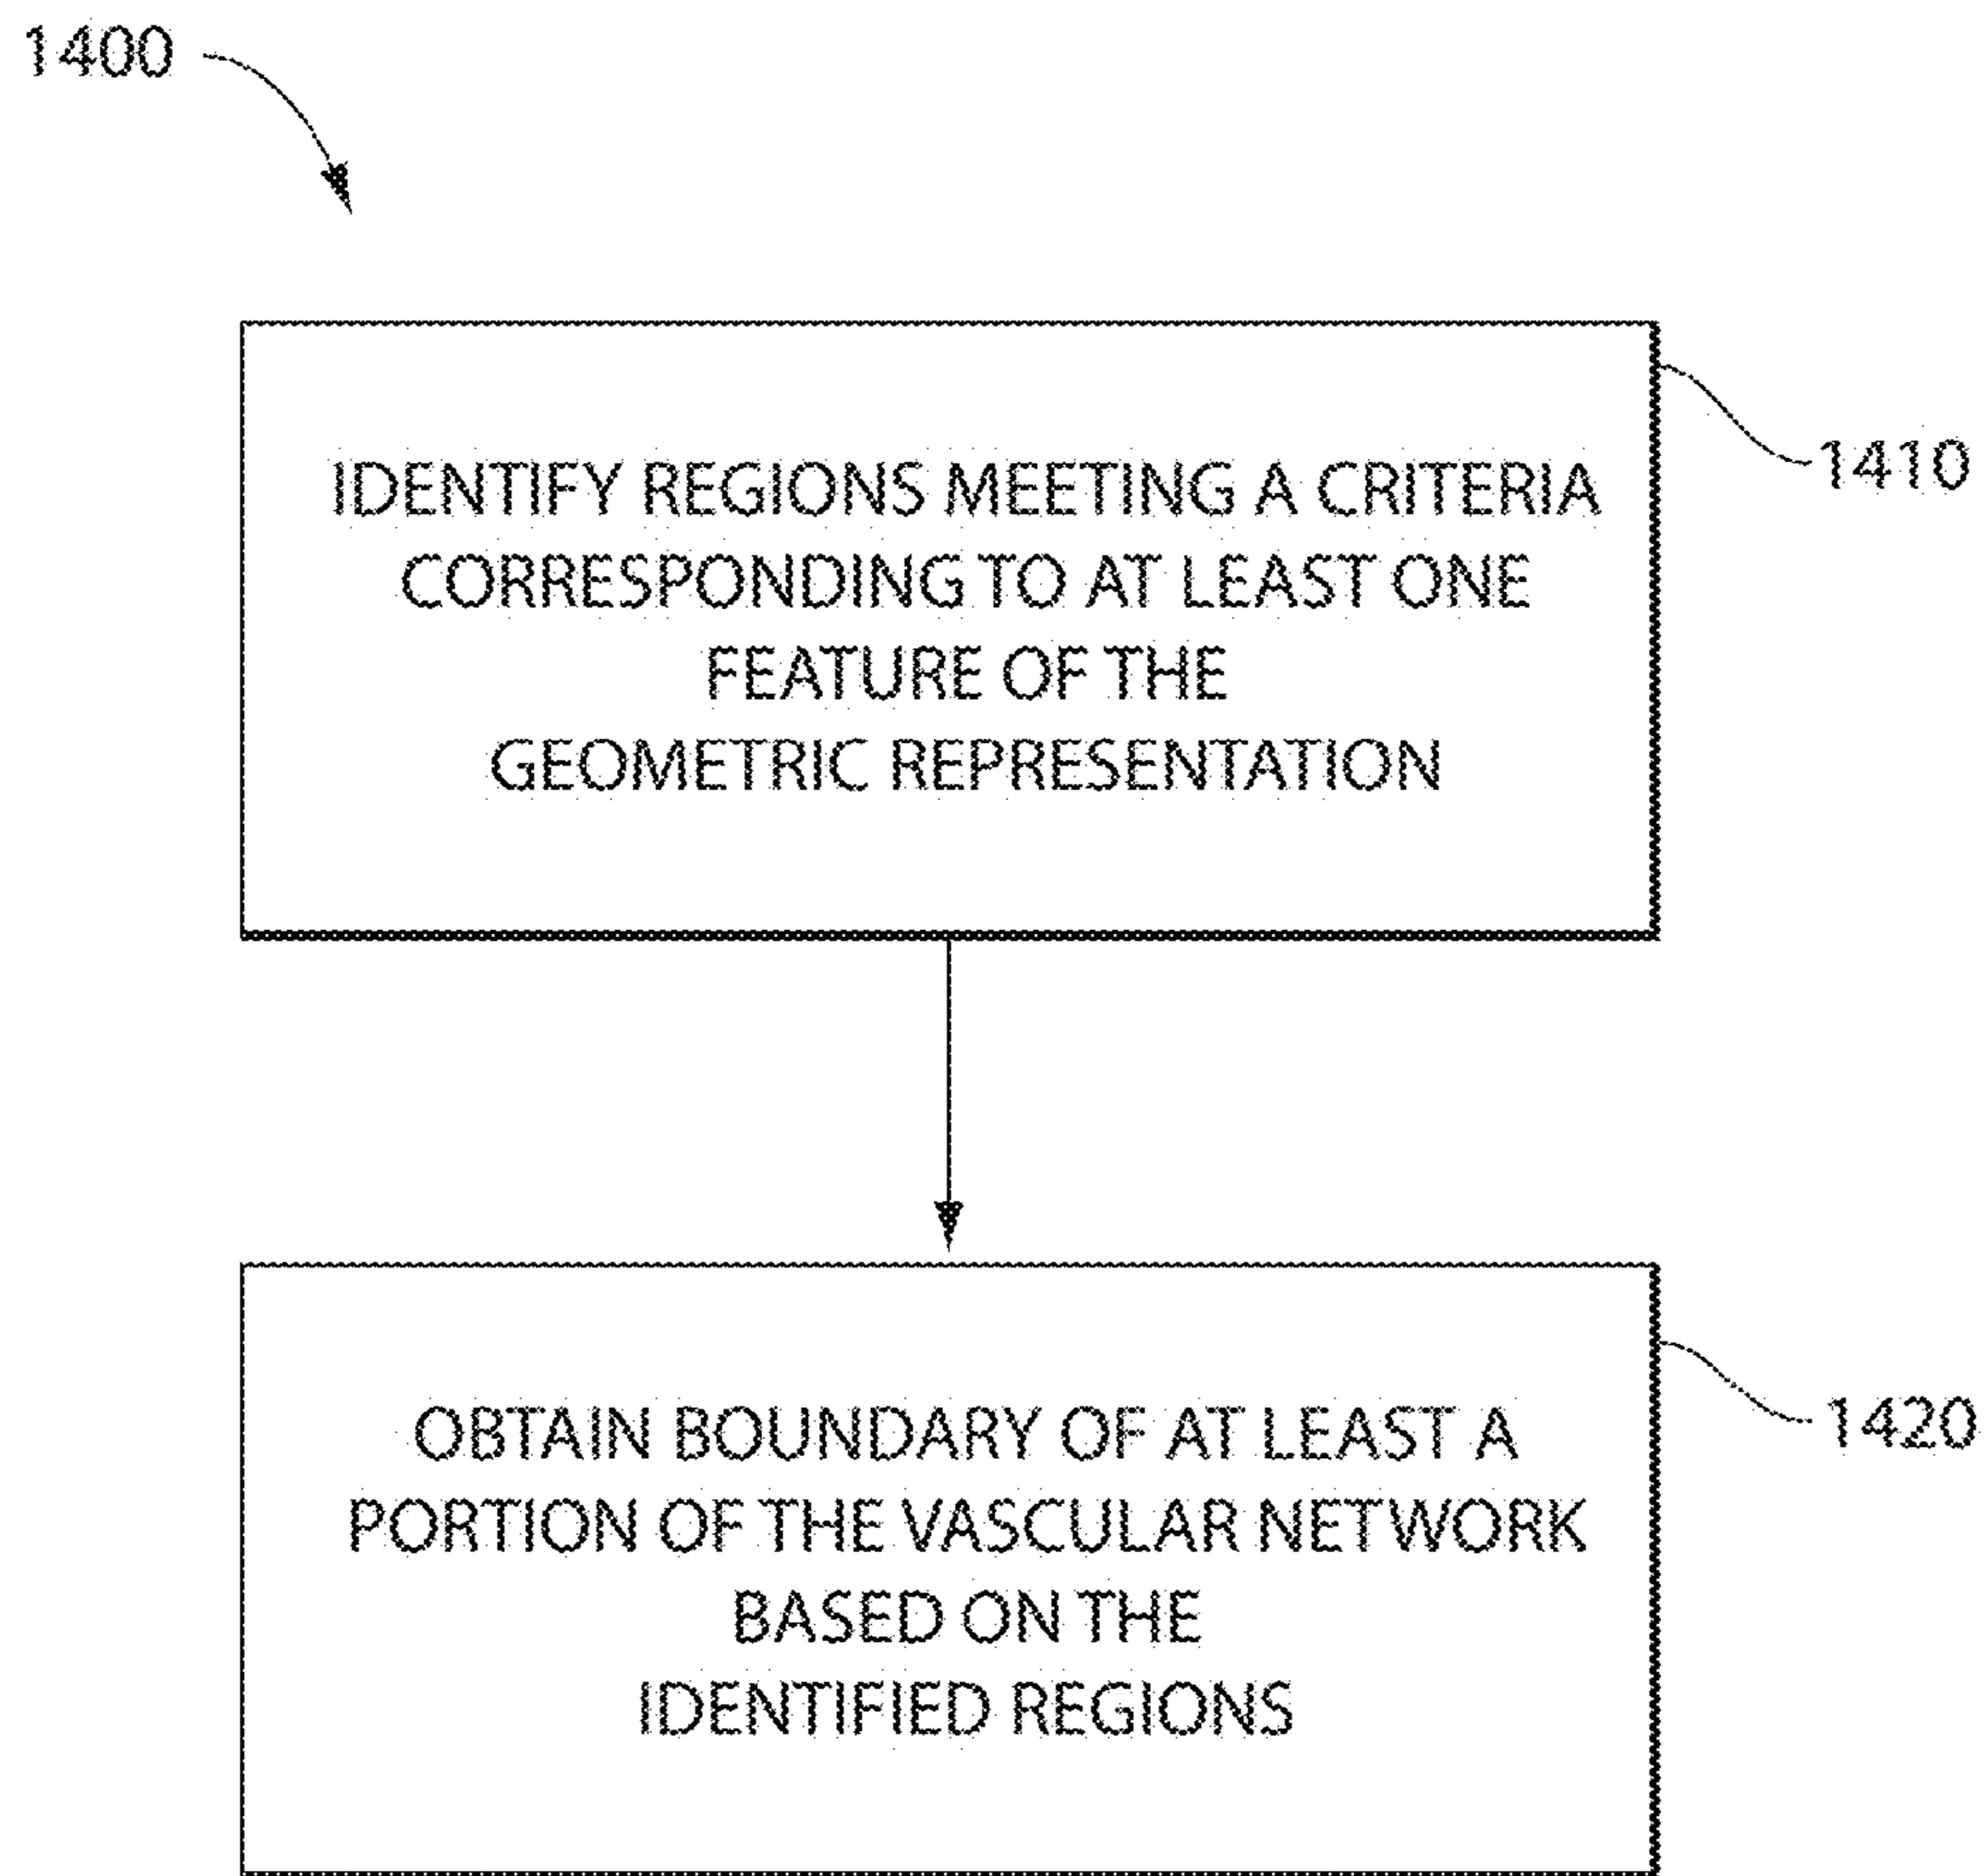 1400
IDENTIFY REGIONS MEETING A CRITERIA
CORRESPONDING TO AT LEAST ONE
FEATURE OF THE
GEOMETRIC REPRESENTATION
1410
OBTAIN BOUNDARY OF AT LEAST A
PORTION OF THE VASCULAR NETWORK
BASED ON THE
IDENTIFIED REGIONS
1420